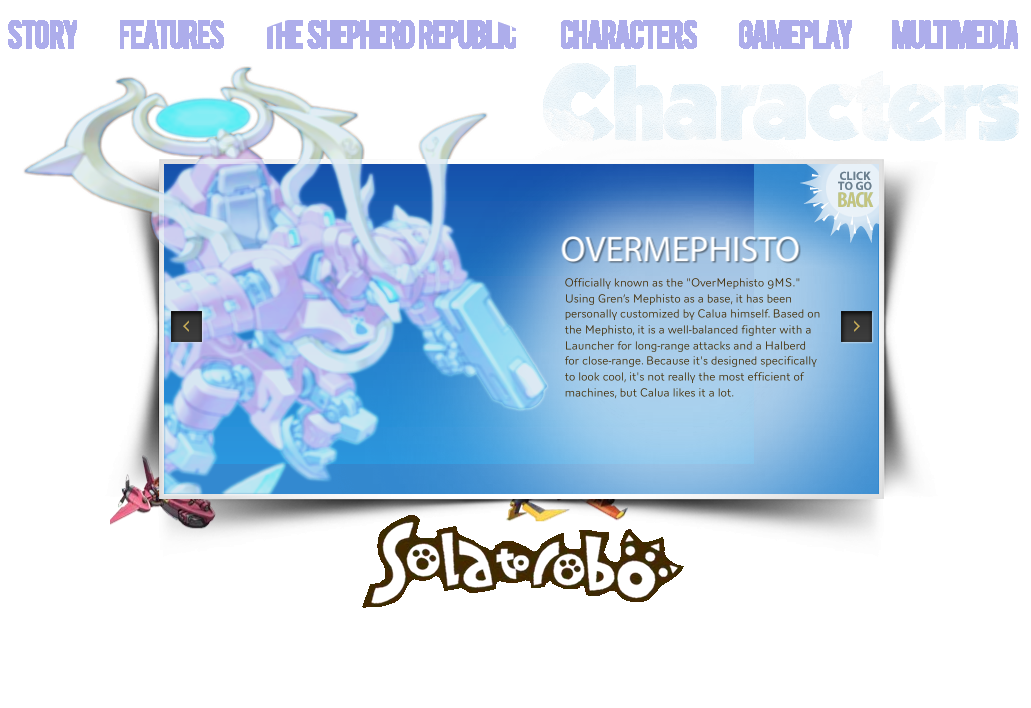 STORY FEATURES THE SHEPHERD REPUBLIC CHARACTERS GAMEPLAY MULTIMEDIA
Characters
CLICK
TO GO
BACK
OVERMEPHISTO
Officially known as the "OverMephisto 9MS."
Using Gren's Mephisto as a base, it has been
personally customized by Calua himself. Based on
the Mephisto, it is a well-balanced fighter with a
Launcher for long-range attacks and a Halberd
for close-range. Because it's designed specifically
to look cool, it's not really the most efficient of
machines, but Calua likes it a lot.
Solatorobo